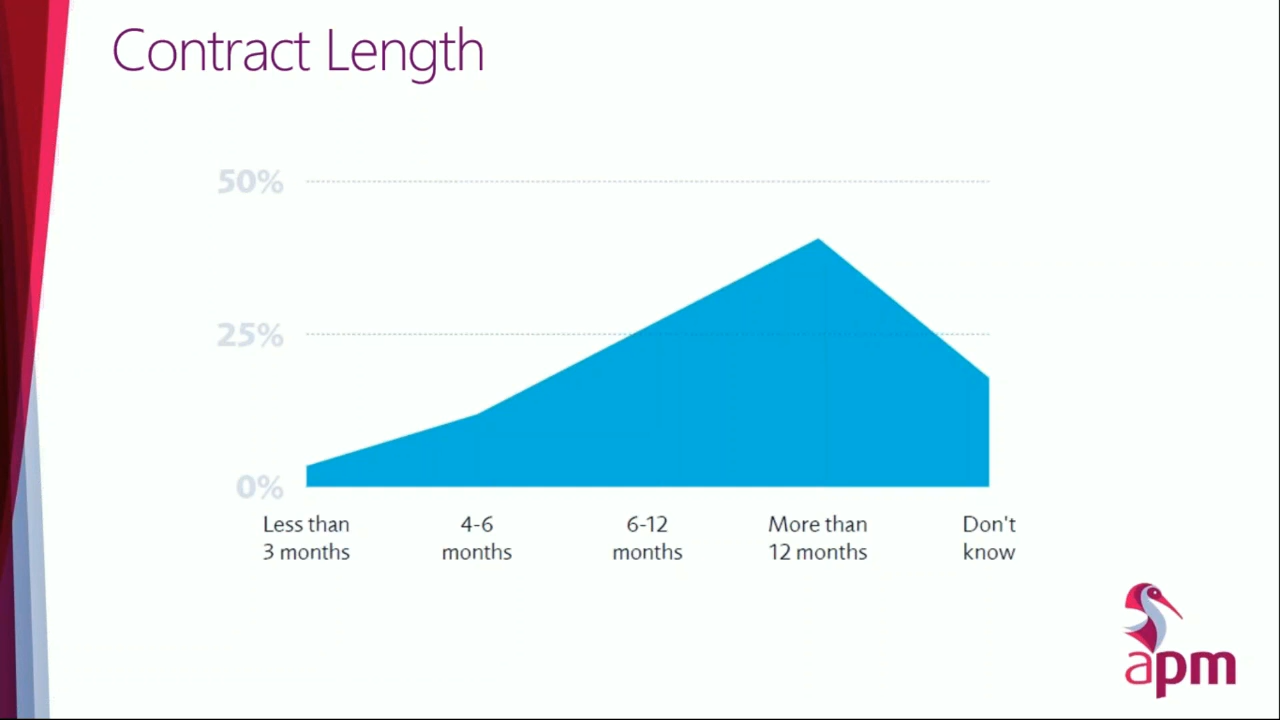 Contract Length
50%
25%
0%
Less than
3 months
4-6
months
6-12
months
More than
12 months
Don't
know
apm